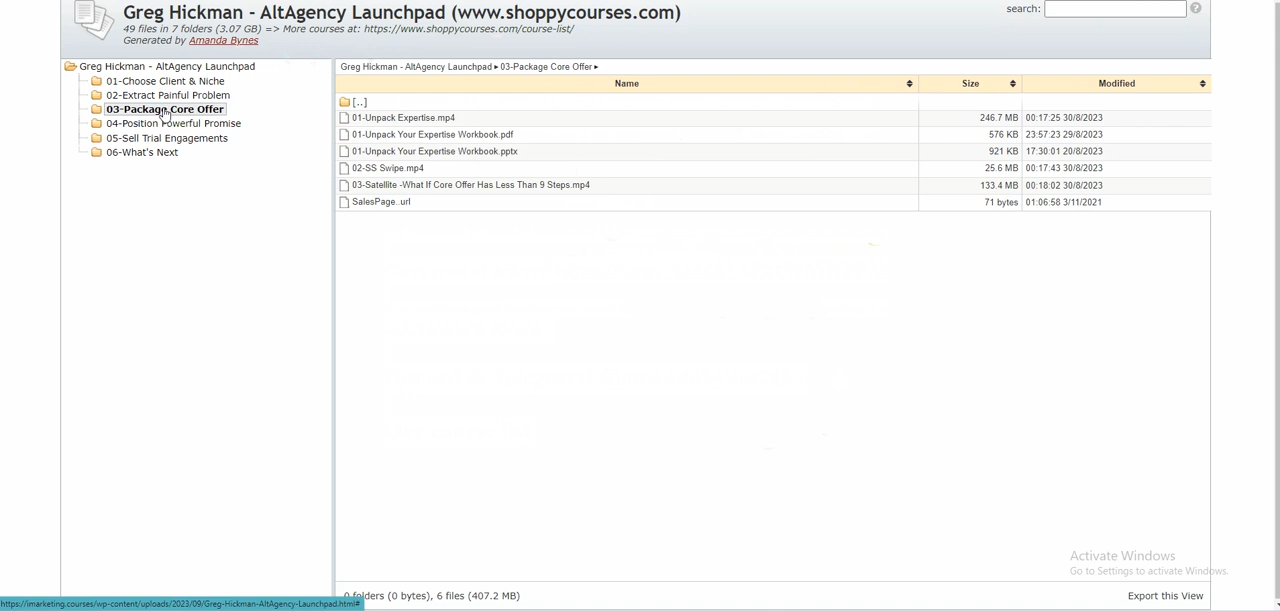 Greg Hickman - AltAgency Launchpad (www.shoppycourses.com)
search:
?
49 files in 7 folders (3.07 GB) => More courses at: https://www.shoppycourses.com/course-list/
Generated by Amanda Bynes
Greg Hickman - AltAgency Launchpad
01-Choose Client & Niche
02-Extract Painful Problem
03-Package Core Offer
04-Position Powerful Promise
05-Sell Trial Engagements
06-What's Next
Greg Hickman - AltAgency Launchpad ▸ 03-Package Core Offer ▸
Name Size Modified
[..]
01-Unpack Expertise.mp4 246.7 MB 00:17:25 30/8/2023
01-Unpack Your Expertise Workbook.pdf 576 KB 23:57:23 29/8/2023
01-Unpack Your Expertise Workbook.pptx 921 KB 17:30:01 20/8/2023
02-SS Swipe.mp4 25.6 MB 00:17:43 30/8/2023
03-Satellite -What If Core Offer Has Less Than 9 Steps.mp4 133.4 MB 00:18:02 30/8/2023
SalesPage..url 71 bytes 01:06:58 3/11/2021
Activate Windows
Go to Settings to activate Windows.
0 folders (0 bytes), 6 files (407.2 MB) Export this View
https://imarketing.courses/wp-content/uploads/2023/09/Greg-Hickman-AltAgency-Launchpad.html#